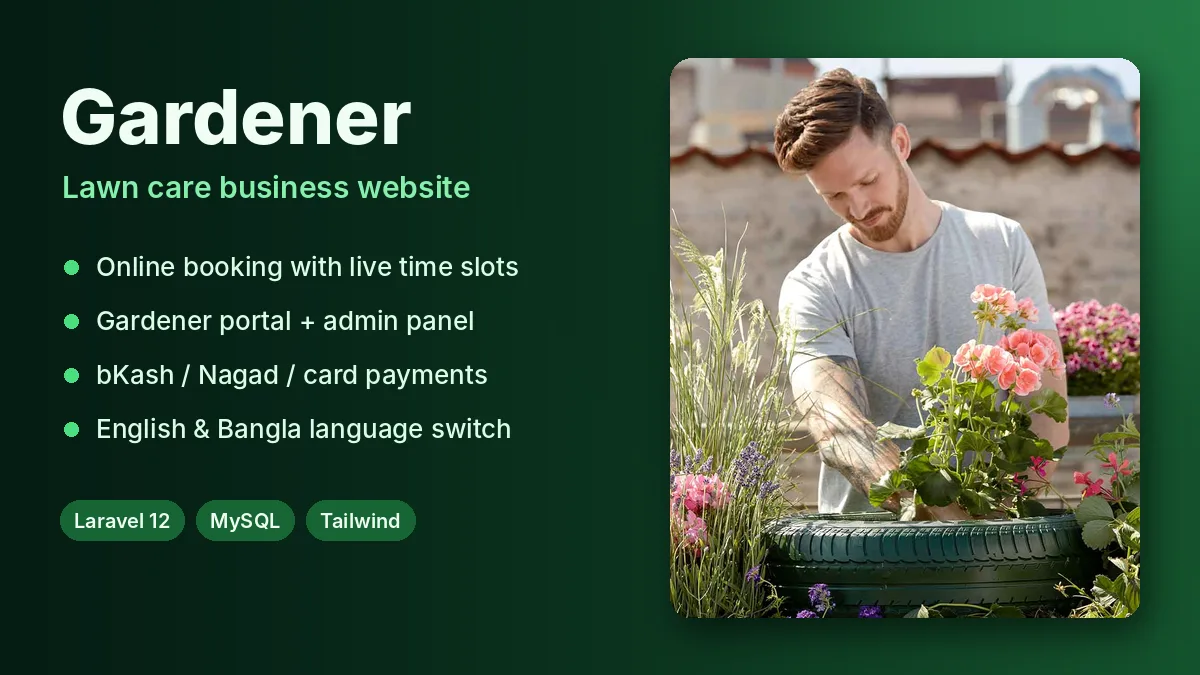 Gardener
Lawn care business website
Online booking with live time slots
Gardener portal + admin panel
bKash / Nagad / card payments
English & Bangla language switch
Laravel 12 MySQL Tailwind